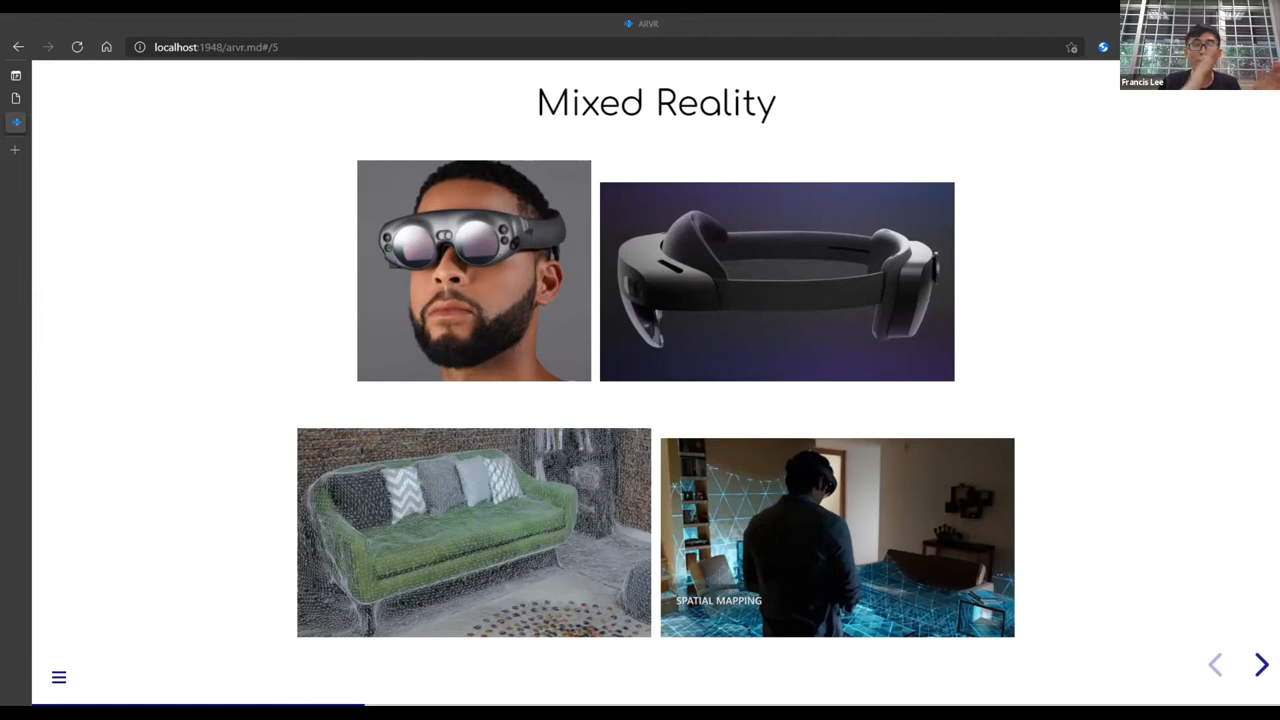 ARVR
localhost:1948/arvr.md#/5
Francis Lee
Mixed Reality
SPATIAL MAPPING